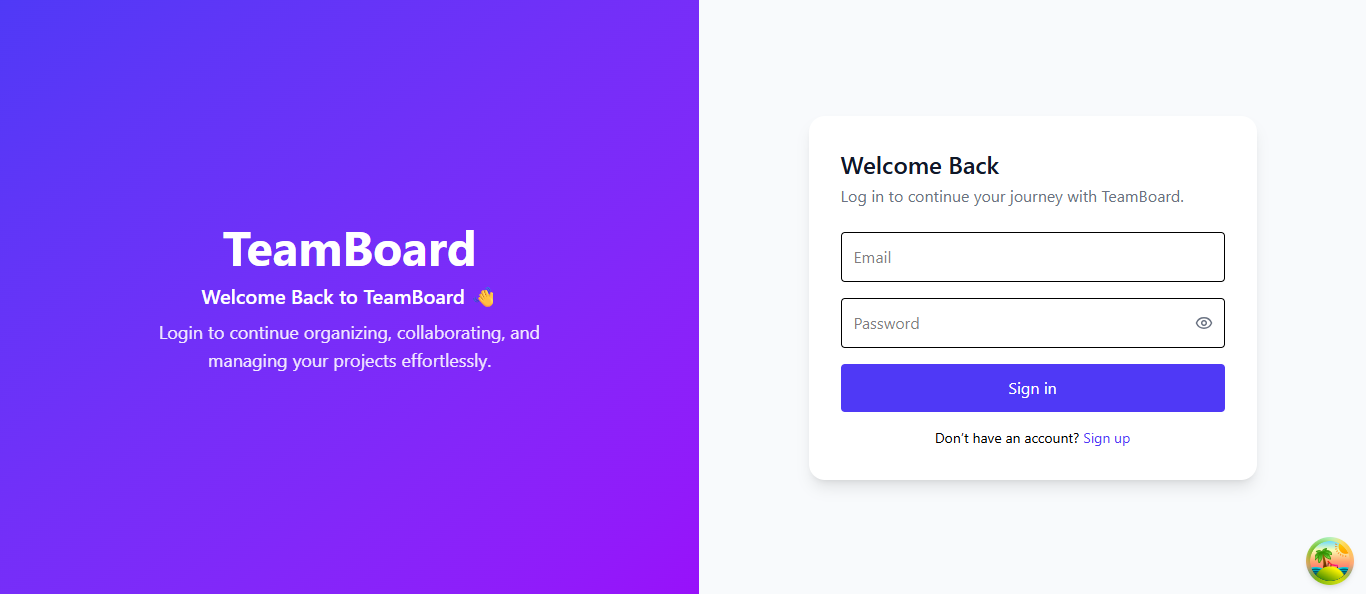 TeamBoard
Welcome Back to TeamBoard 👋
Login to continue organizing, collaborating, and
managing your projects effortlessly.
Welcome Back
Log in to continue your journey with TeamBoard.
Email
Password
Sign in
Don’t have an account? Sign up